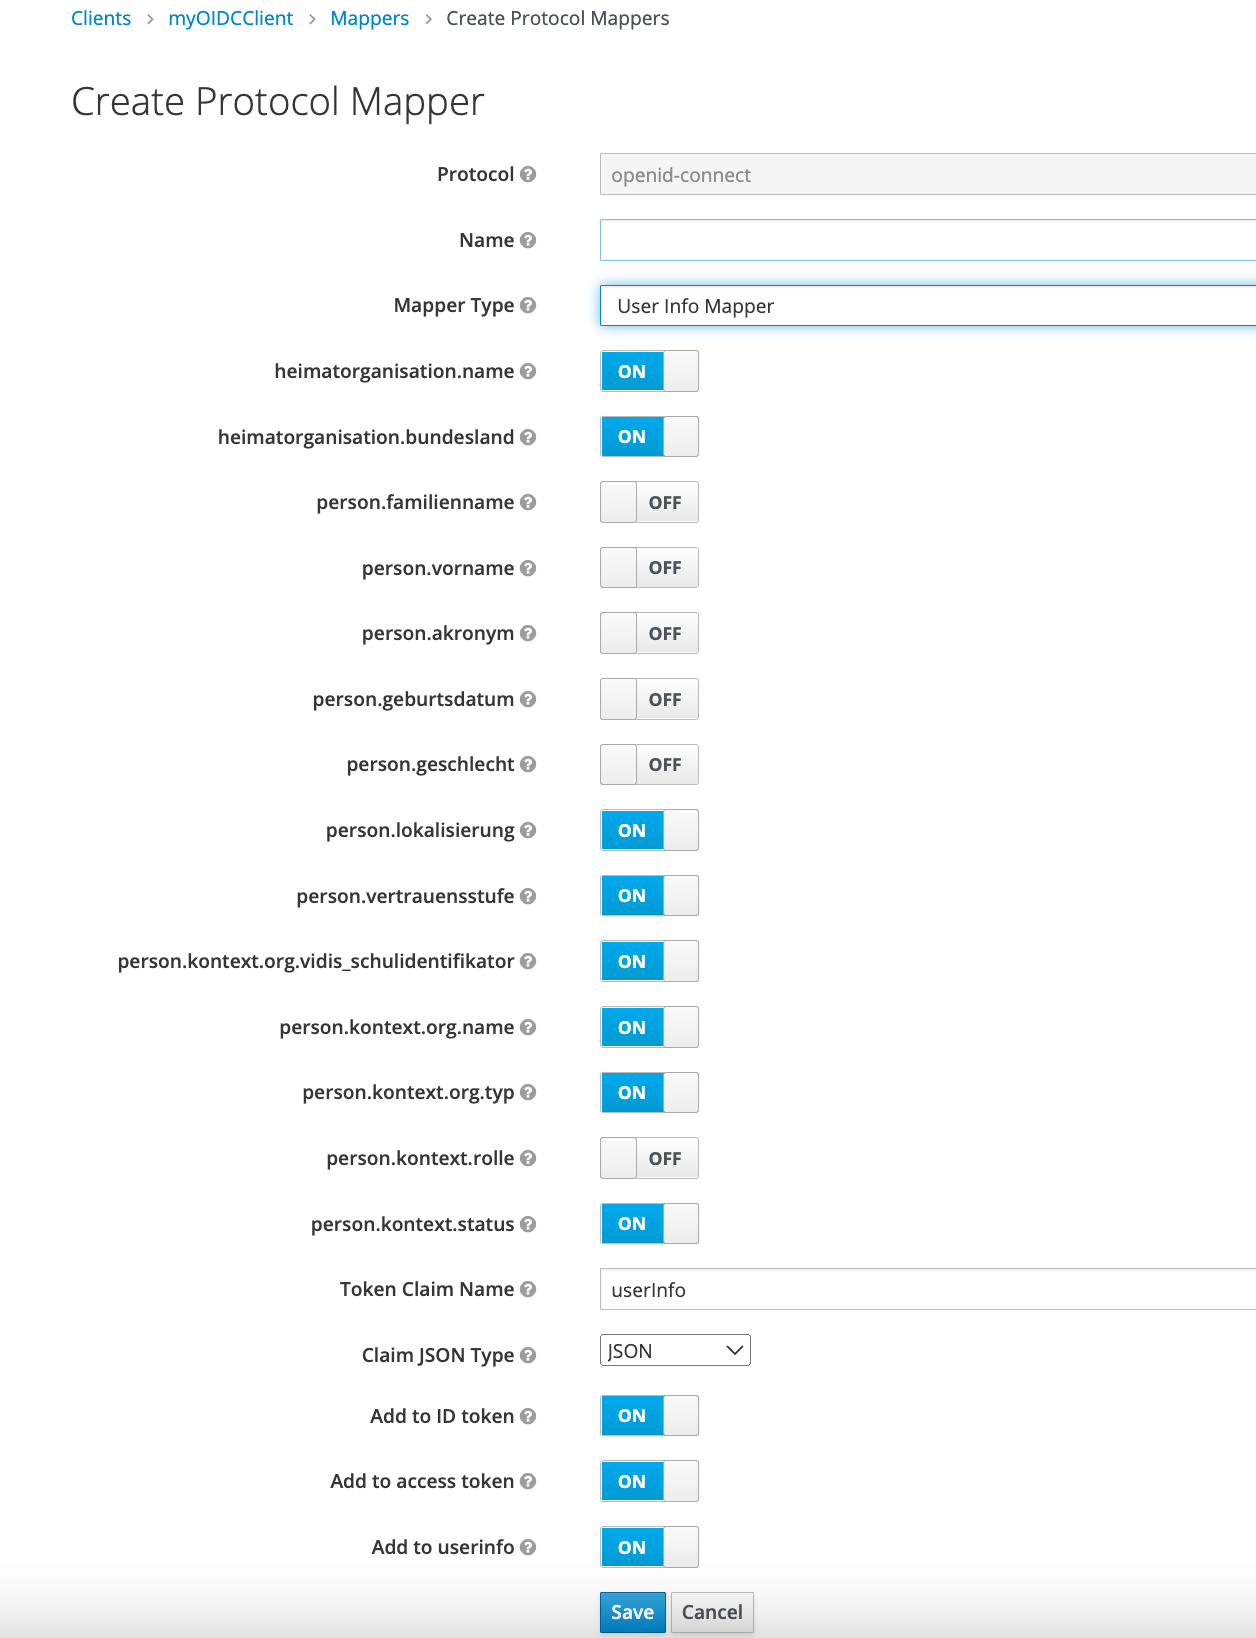 Clients > myOIDCClient > Mappers > Create Protocol Mappers
Create Protocol Mapper
Protocol openid-connect
Name
Mapper Type User Info Mapper
heimatorganisation.name ON
heimatorganisation.bundesland ON
person.familienname OFF
person.vorname OFF
person.akronym OFF
person.geburtsdatum OFF
person.geschlecht OFF
person.lokalisierung ON
person.vertrauensstufe ON
person.kontext.org.vidis_schulidentifikator ON
person.kontext.org.name ON
person.kontext.org.typ ON
person.kontext.rolle OFF
person.kontext.status ON
Token Claim Name userInfo
Claim JSON Type JSON
Add to ID token ON
Add to access token ON
Add to userinfo ON
Save Cancel